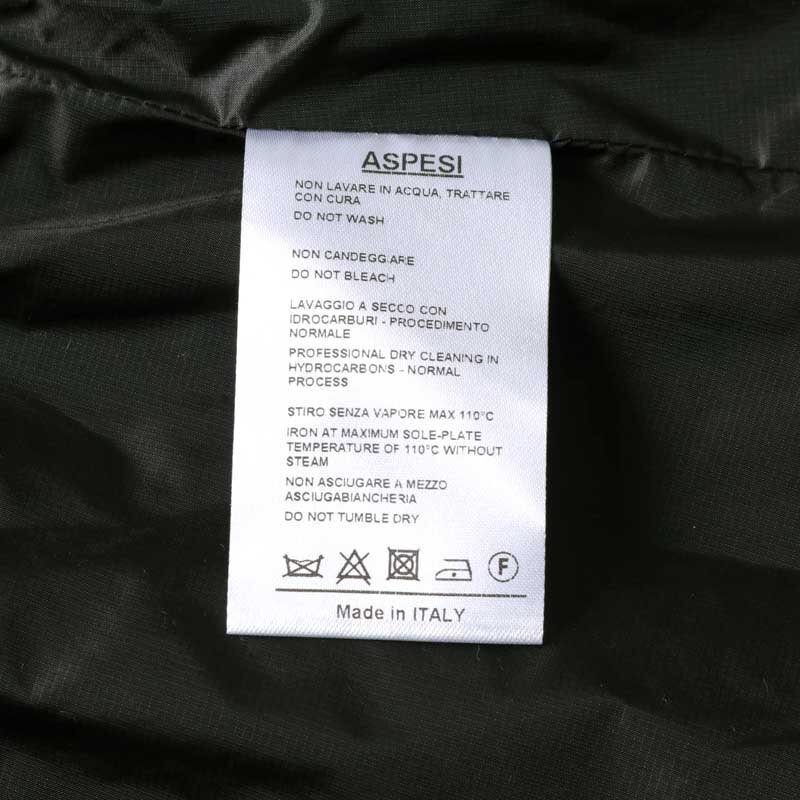 ASPESI
NON LAVARE IN ACQUA, TRATTARE
CON CURA
DO NOT WASH
NON CANDEGGIARE
DO NOT BLEACH
LAVAGGIO A SECCO CON
IDROCARBURI - PROCEDIMENTO
NORMALE
PROFESSIONAL DRY CLEANING IN
HYDROCARBONS - NORMAL
PROCESS
STIRO SENZA VAPORE MAX 110°C
IRON AT MAXIMUM SOLE-PLATE
TEMPERATURE OF 110°C WITHOUT
STEAM
NON ASCIUGARE A MEZZO
ASCIUGABIANCHERIA
DO NOT TUMBLE DRY
F
Made in ITALY